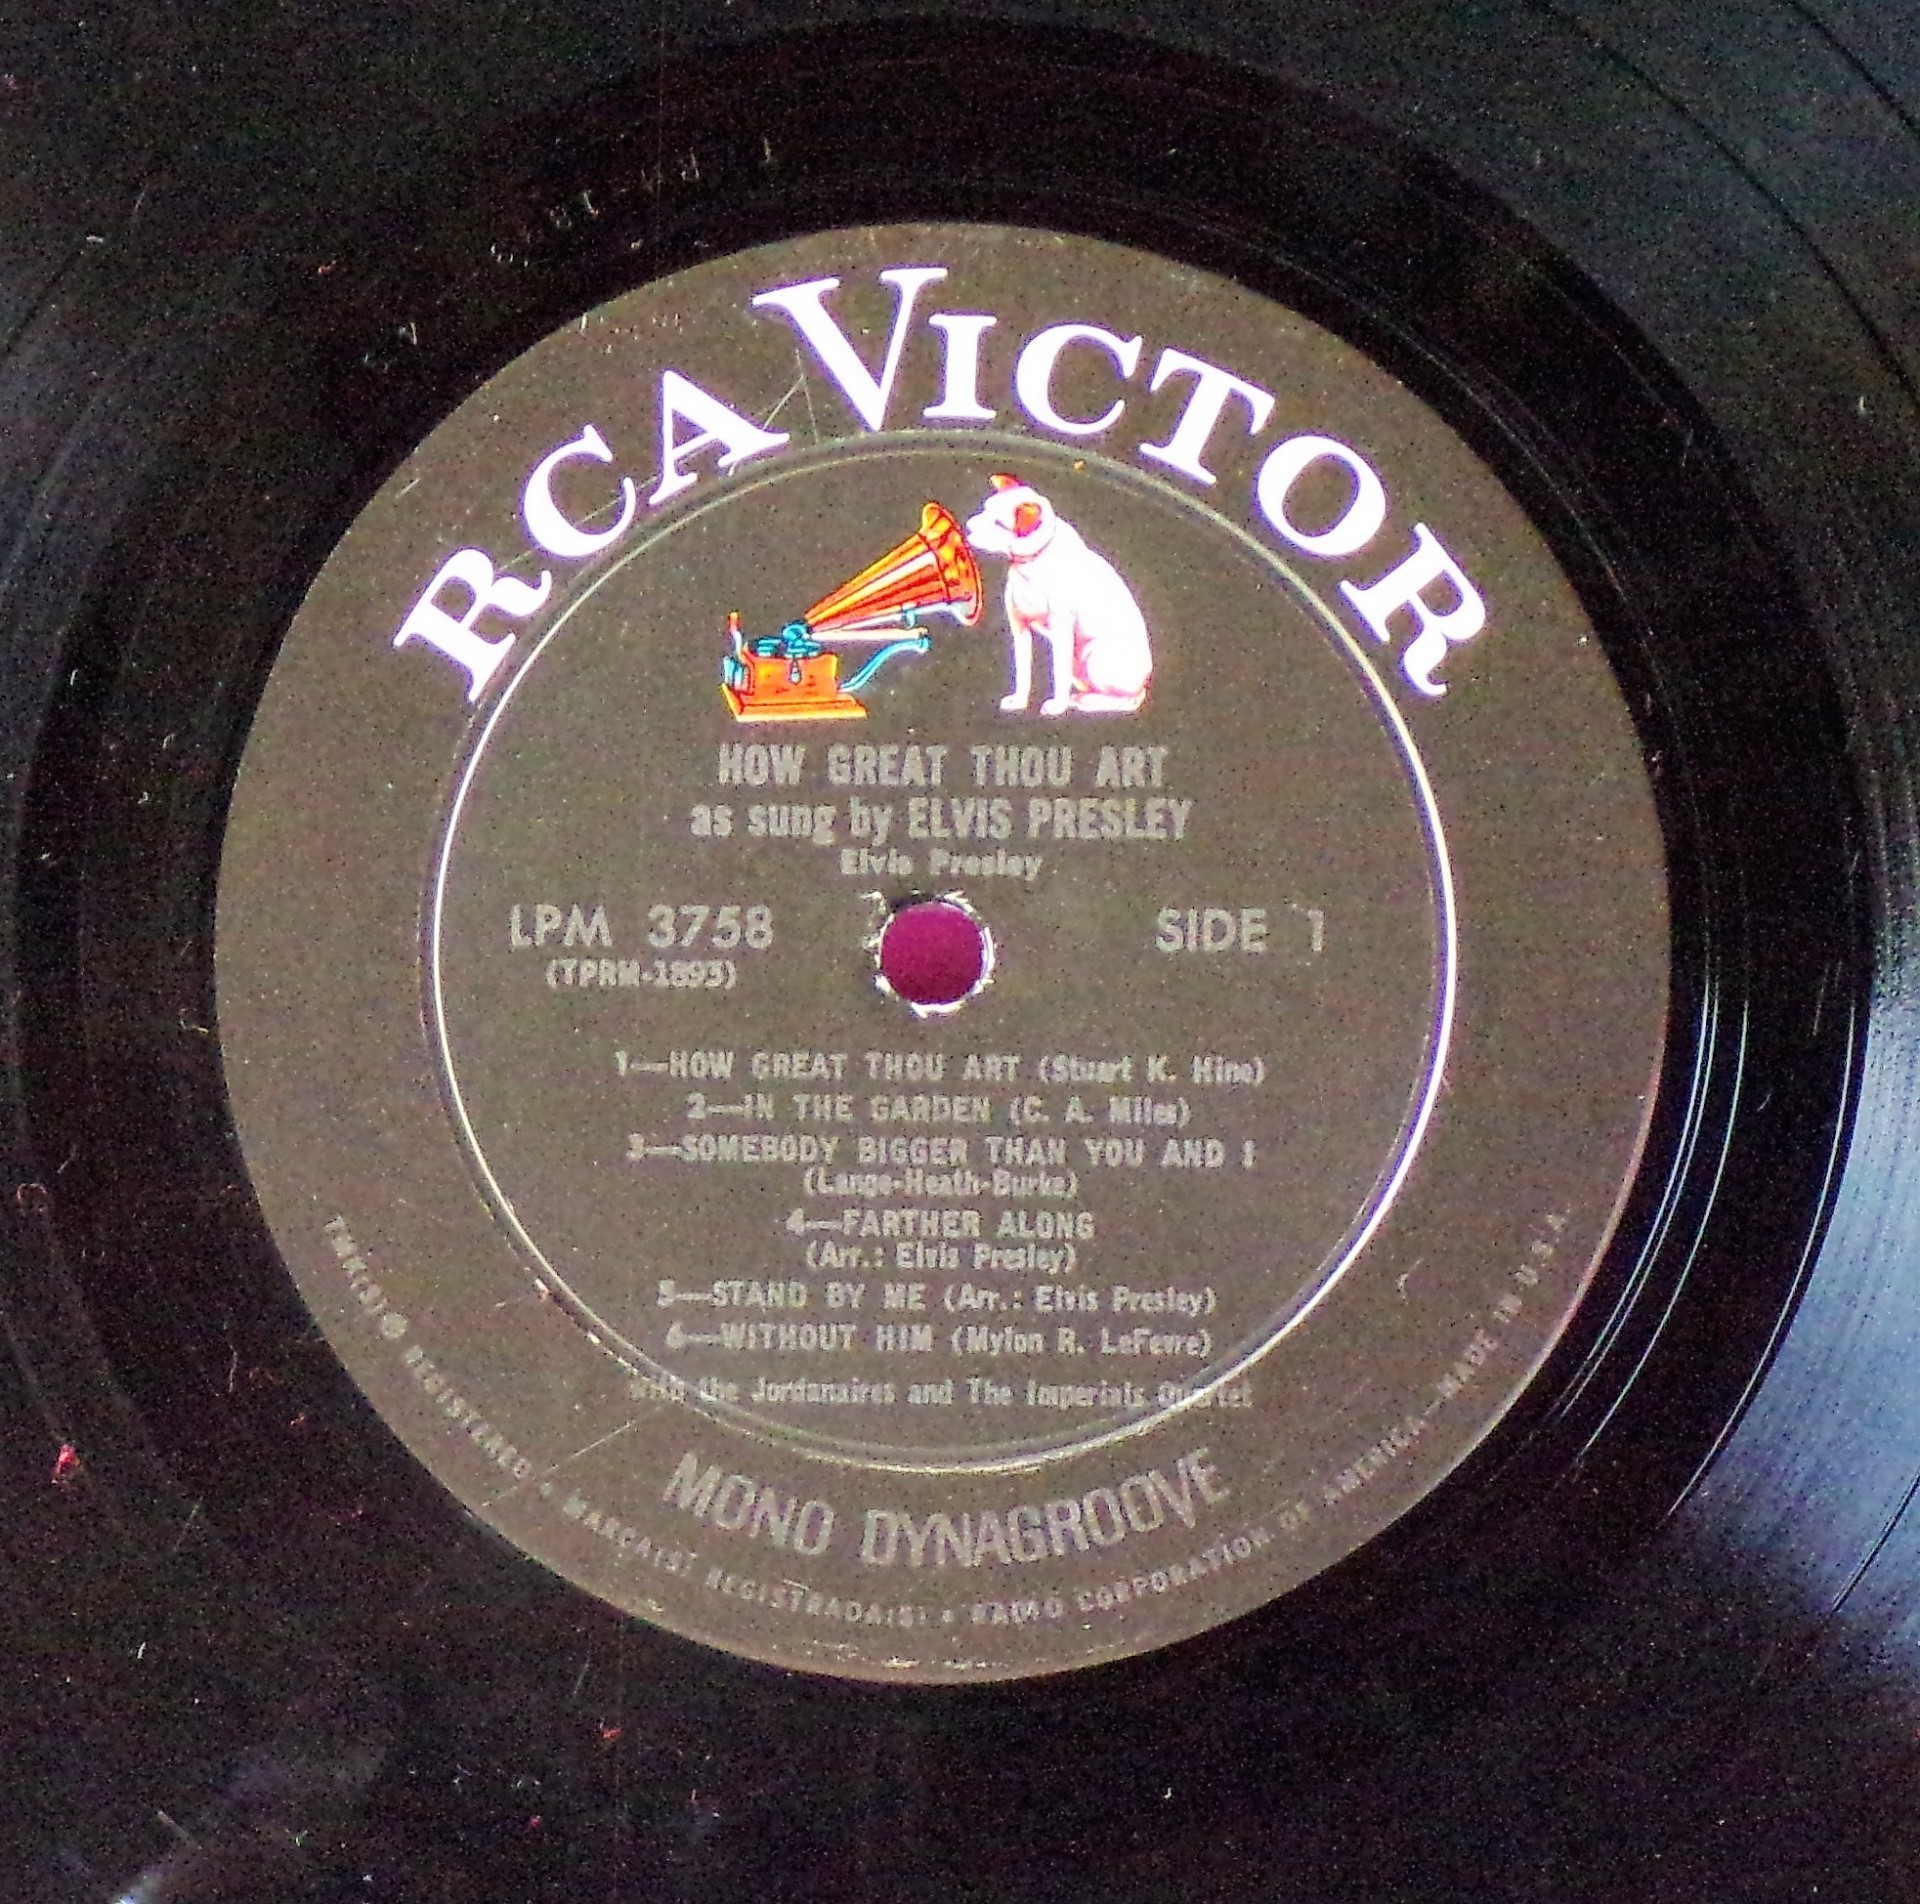 RCA VICTOR
HOW GREAT THOU ART
as sung by ELVIS PRESLEY
Elvis Presley
LPM 3758
SIDE 1
(TPRM-1893)
1—HOW GREAT THOU ART (Stuart K. Hine)
2—IN THE GARDEN (C. A. Miles)
3—SOMEBODY BIGGER THAN YOU AND I
(Lange-Heath-Burke)
4—FARTHER ALONG
(Arr.: Elvis Presley)
5—STAND BY ME (Arr.: Elvis Presley)
6—WITHOUT HIM (Mylon R. LeFevre)
with the Jordanaires and The Imperials Quartet
MONO DYNAGROOVE
TMK(S) ® REGISTERED • MARCA(S) REGISTRADA(S) • RADIO CORPORATION OF AMERICA—MADE IN U.S.A.